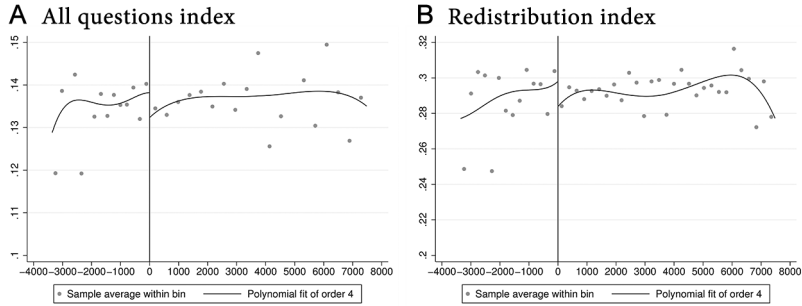 A All questions index
.15
.14
.13
.12
.11
.1
−4000 −3000 −2000 −1000 0 1000 2000 3000 4000 5000 6000 7000 8000
Sample average within bin Polynomial fit of order 4
B Redistribution index
.32
.3
.28
.26
.24
.22
.2
−4000 −3000 −2000 −1000 0 1000 2000 3000 4000 5000 6000 7000 8000
Sample average within bin Polynomial fit of order 4